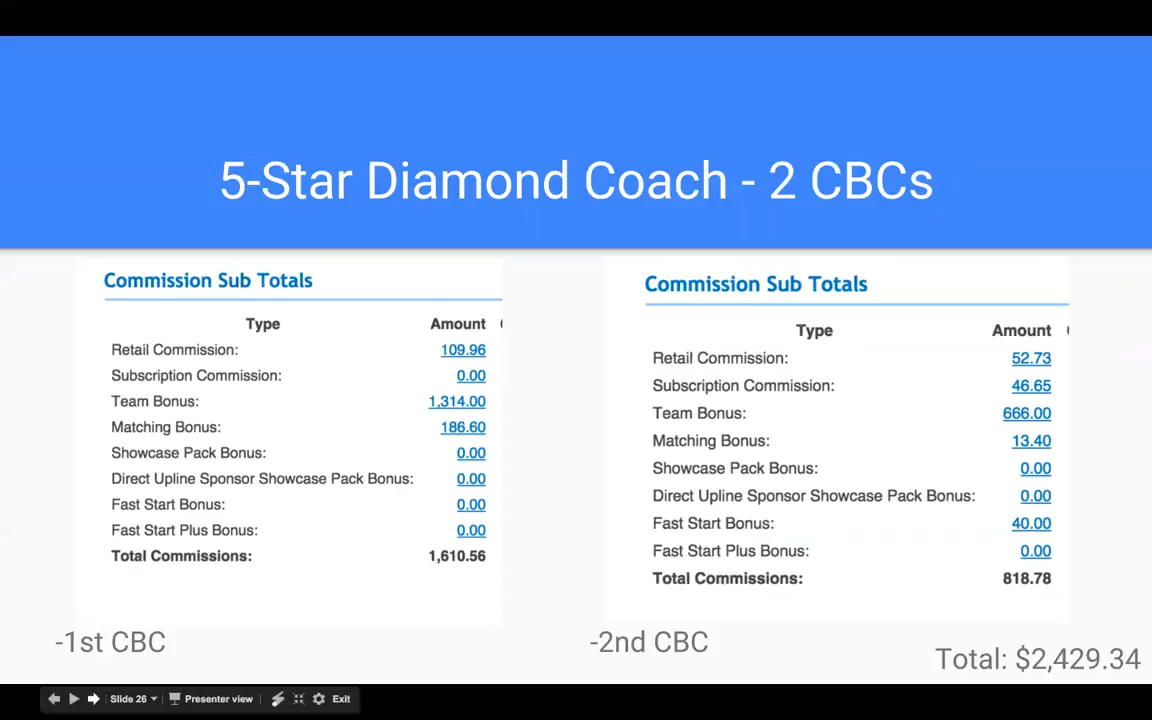 5-Star Diamond Coach - 2 CBCs
Commission Sub Totals
Type Amount
Retail Commission: 109.96
Subscription Commission: 0.00
Team Bonus: 1,314.00
Matching Bonus: 186.60
Showcase Pack Bonus: 0.00
Direct Upline Sponsor Showcase Pack Bonus: 0.00
Fast Start Bonus: 0.00
Fast Start Plus Bonus: 0.00
Total Commissions: 1,610.56
-1st CBC
Commission Sub Totals
Type Amount
Retail Commission: 52.73
Subscription Commission: 46.65
Team Bonus: 666.00
Matching Bonus: 13.40
Showcase Pack Bonus: 0.00
Direct Upline Sponsor Showcase Pack Bonus: 0.00
Fast Start Bonus: 40.00
Fast Start Plus Bonus: 0.00
Total Commissions: 818.78
-2nd CBC
Total: $2,429.34
Slide 26 Presenter view Exit